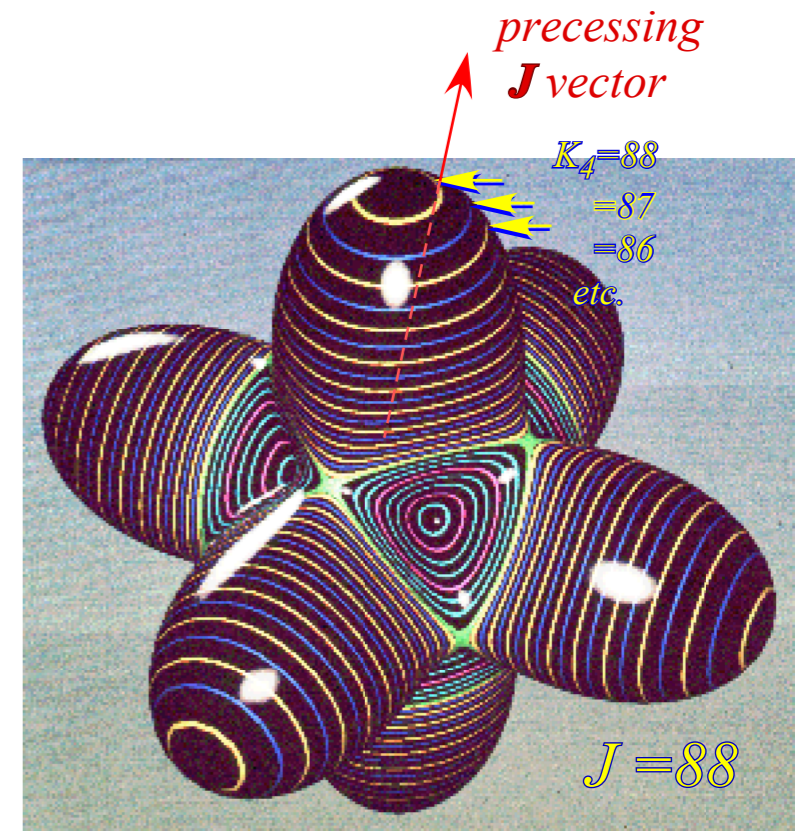 precessing
J vector
K4=88
=87
=86
etc.
J =88